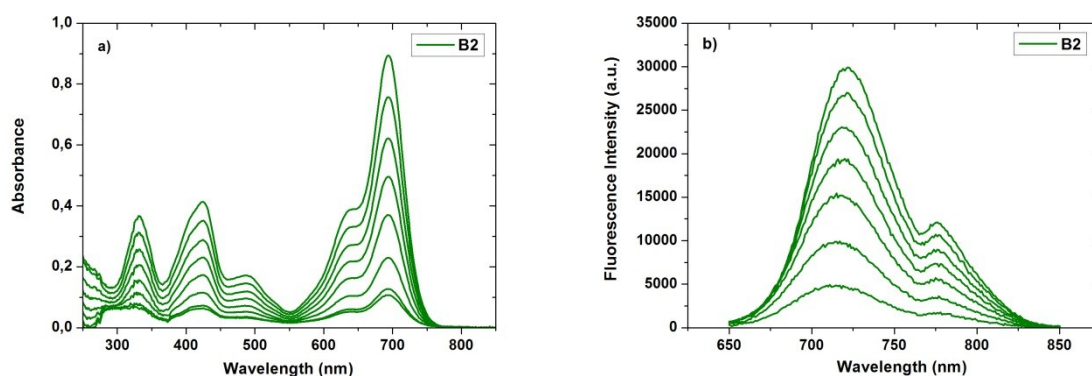 a)
B2
Absorbance
1,0
0,8
0,6
0,4
0,2
0,0
300 400 500 600 700 800
Wavelength (nm)
b)
B2
Fluorescence Intensity (a.u.)
35000
30000
25000
20000
15000
10000
5000
0
650 700 750 800 850
Wavelength (nm)